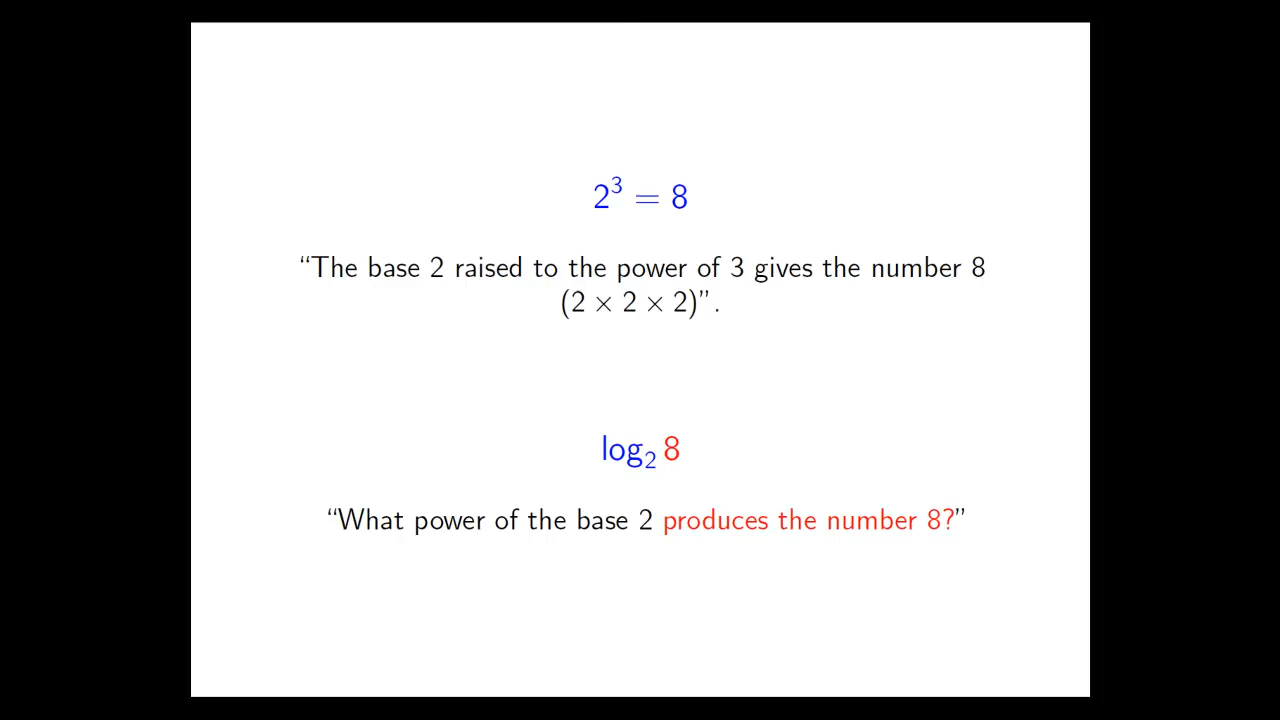 2³ = 8
“The base 2 raised to the power of 3 gives the number 8
(2 × 2 × 2)”.
log₂ 8
“What power of the base 2 produces the number 8?”